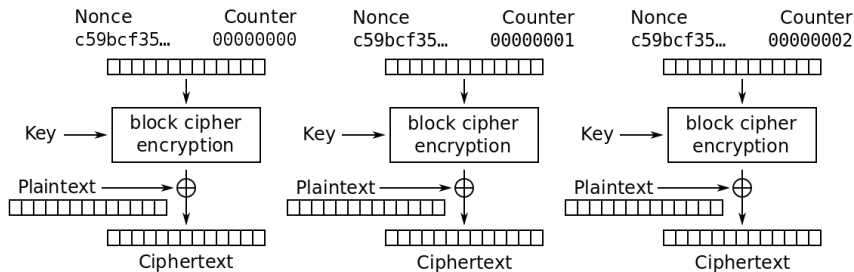 Nonce Counter
c59bcf35… 00000000
Key
block cipher
encryption
Plaintext
Ciphertext
Nonce Counter
c59bcf35… 00000001
Key
block cipher
encryption
Plaintext
Ciphertext
Nonce Counter
c59bcf35… 00000002
Key
block cipher
encryption
Plaintext
Ciphertext